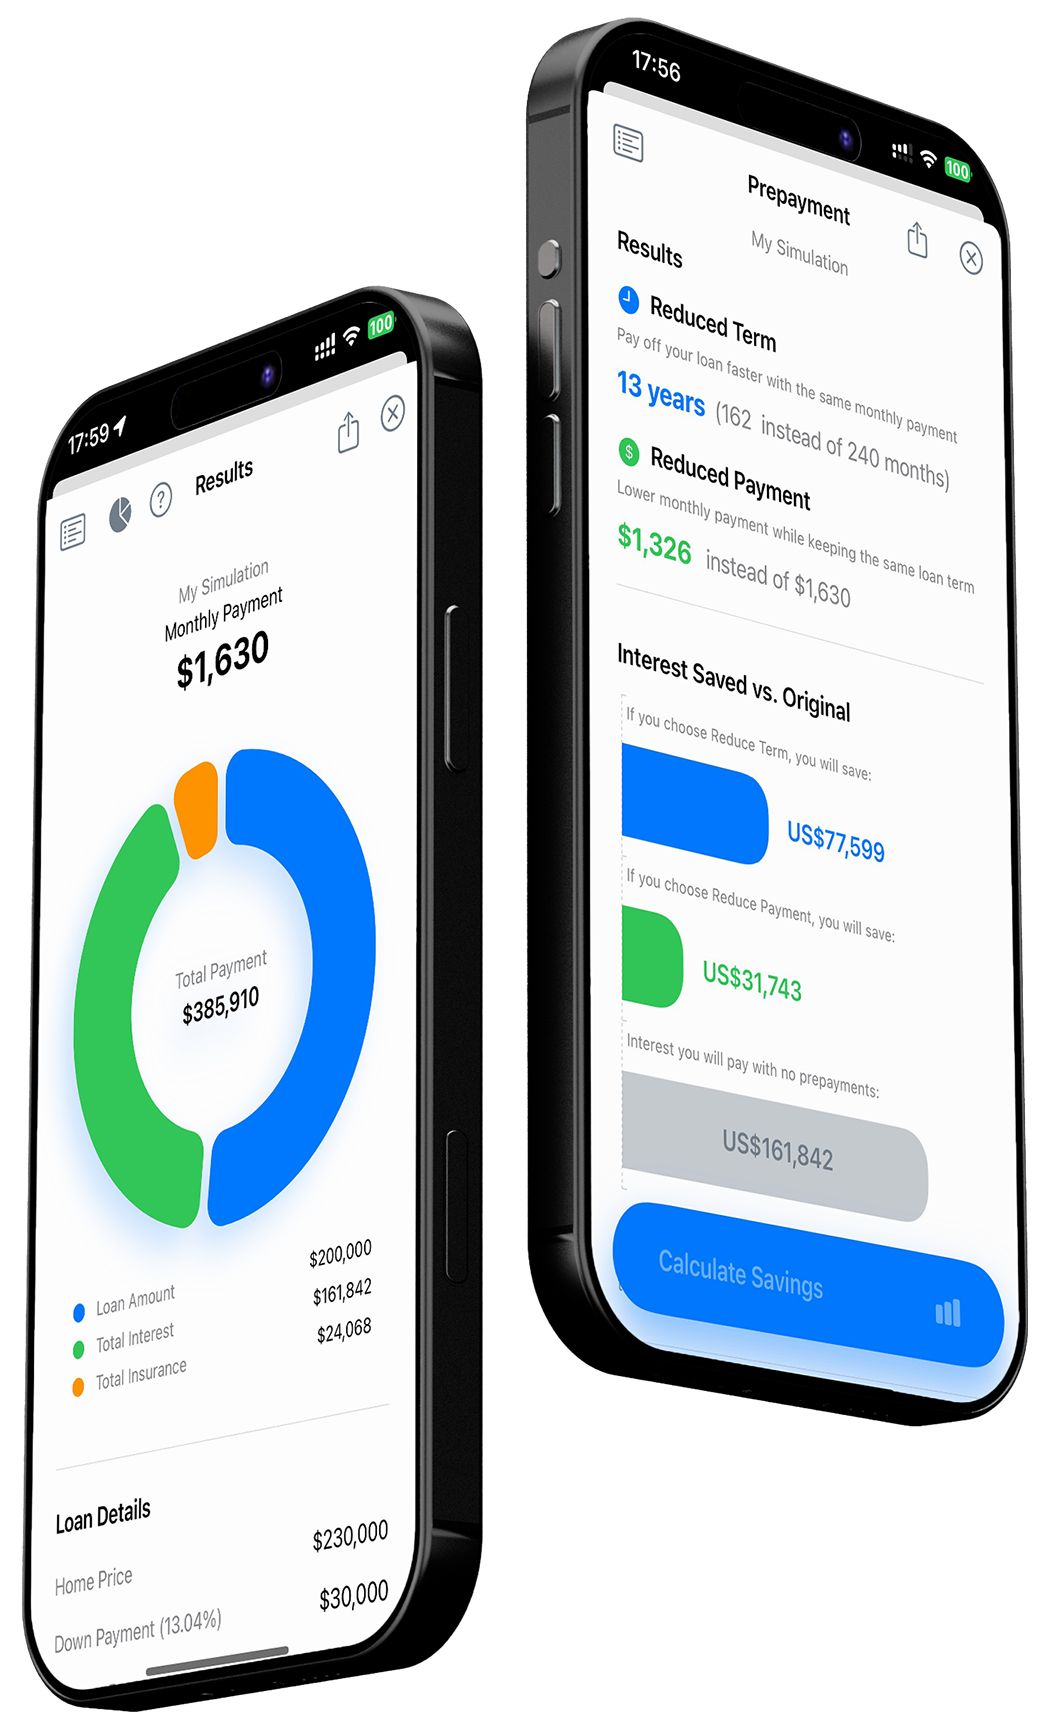 17:59
100
Results
My Simulation
Monthly Payment
$1,630
Total Payment
$385,910
Loan Amount $200,000
Total Interest $161,842
Total Insurance $24,068
Loan Details
Home Price $230,000
Down Payment (13.04%) $30,000
17:56
100
Prepayment
My Simulation
Results
Reduced Term
Pay off your loan faster with the same monthly payment
13 years (162 instead of 240 months)
$ Reduced Payment
Lower monthly payment while keeping the same loan term
$1,326 instead of $1,630
Interest Saved vs. Original
If you choose Reduce Term, you will save:
US$77,599
If you choose Reduce Payment, you will save:
US$31,743
Interest you will pay with no prepayments:
US$161,842
Calculate Savings